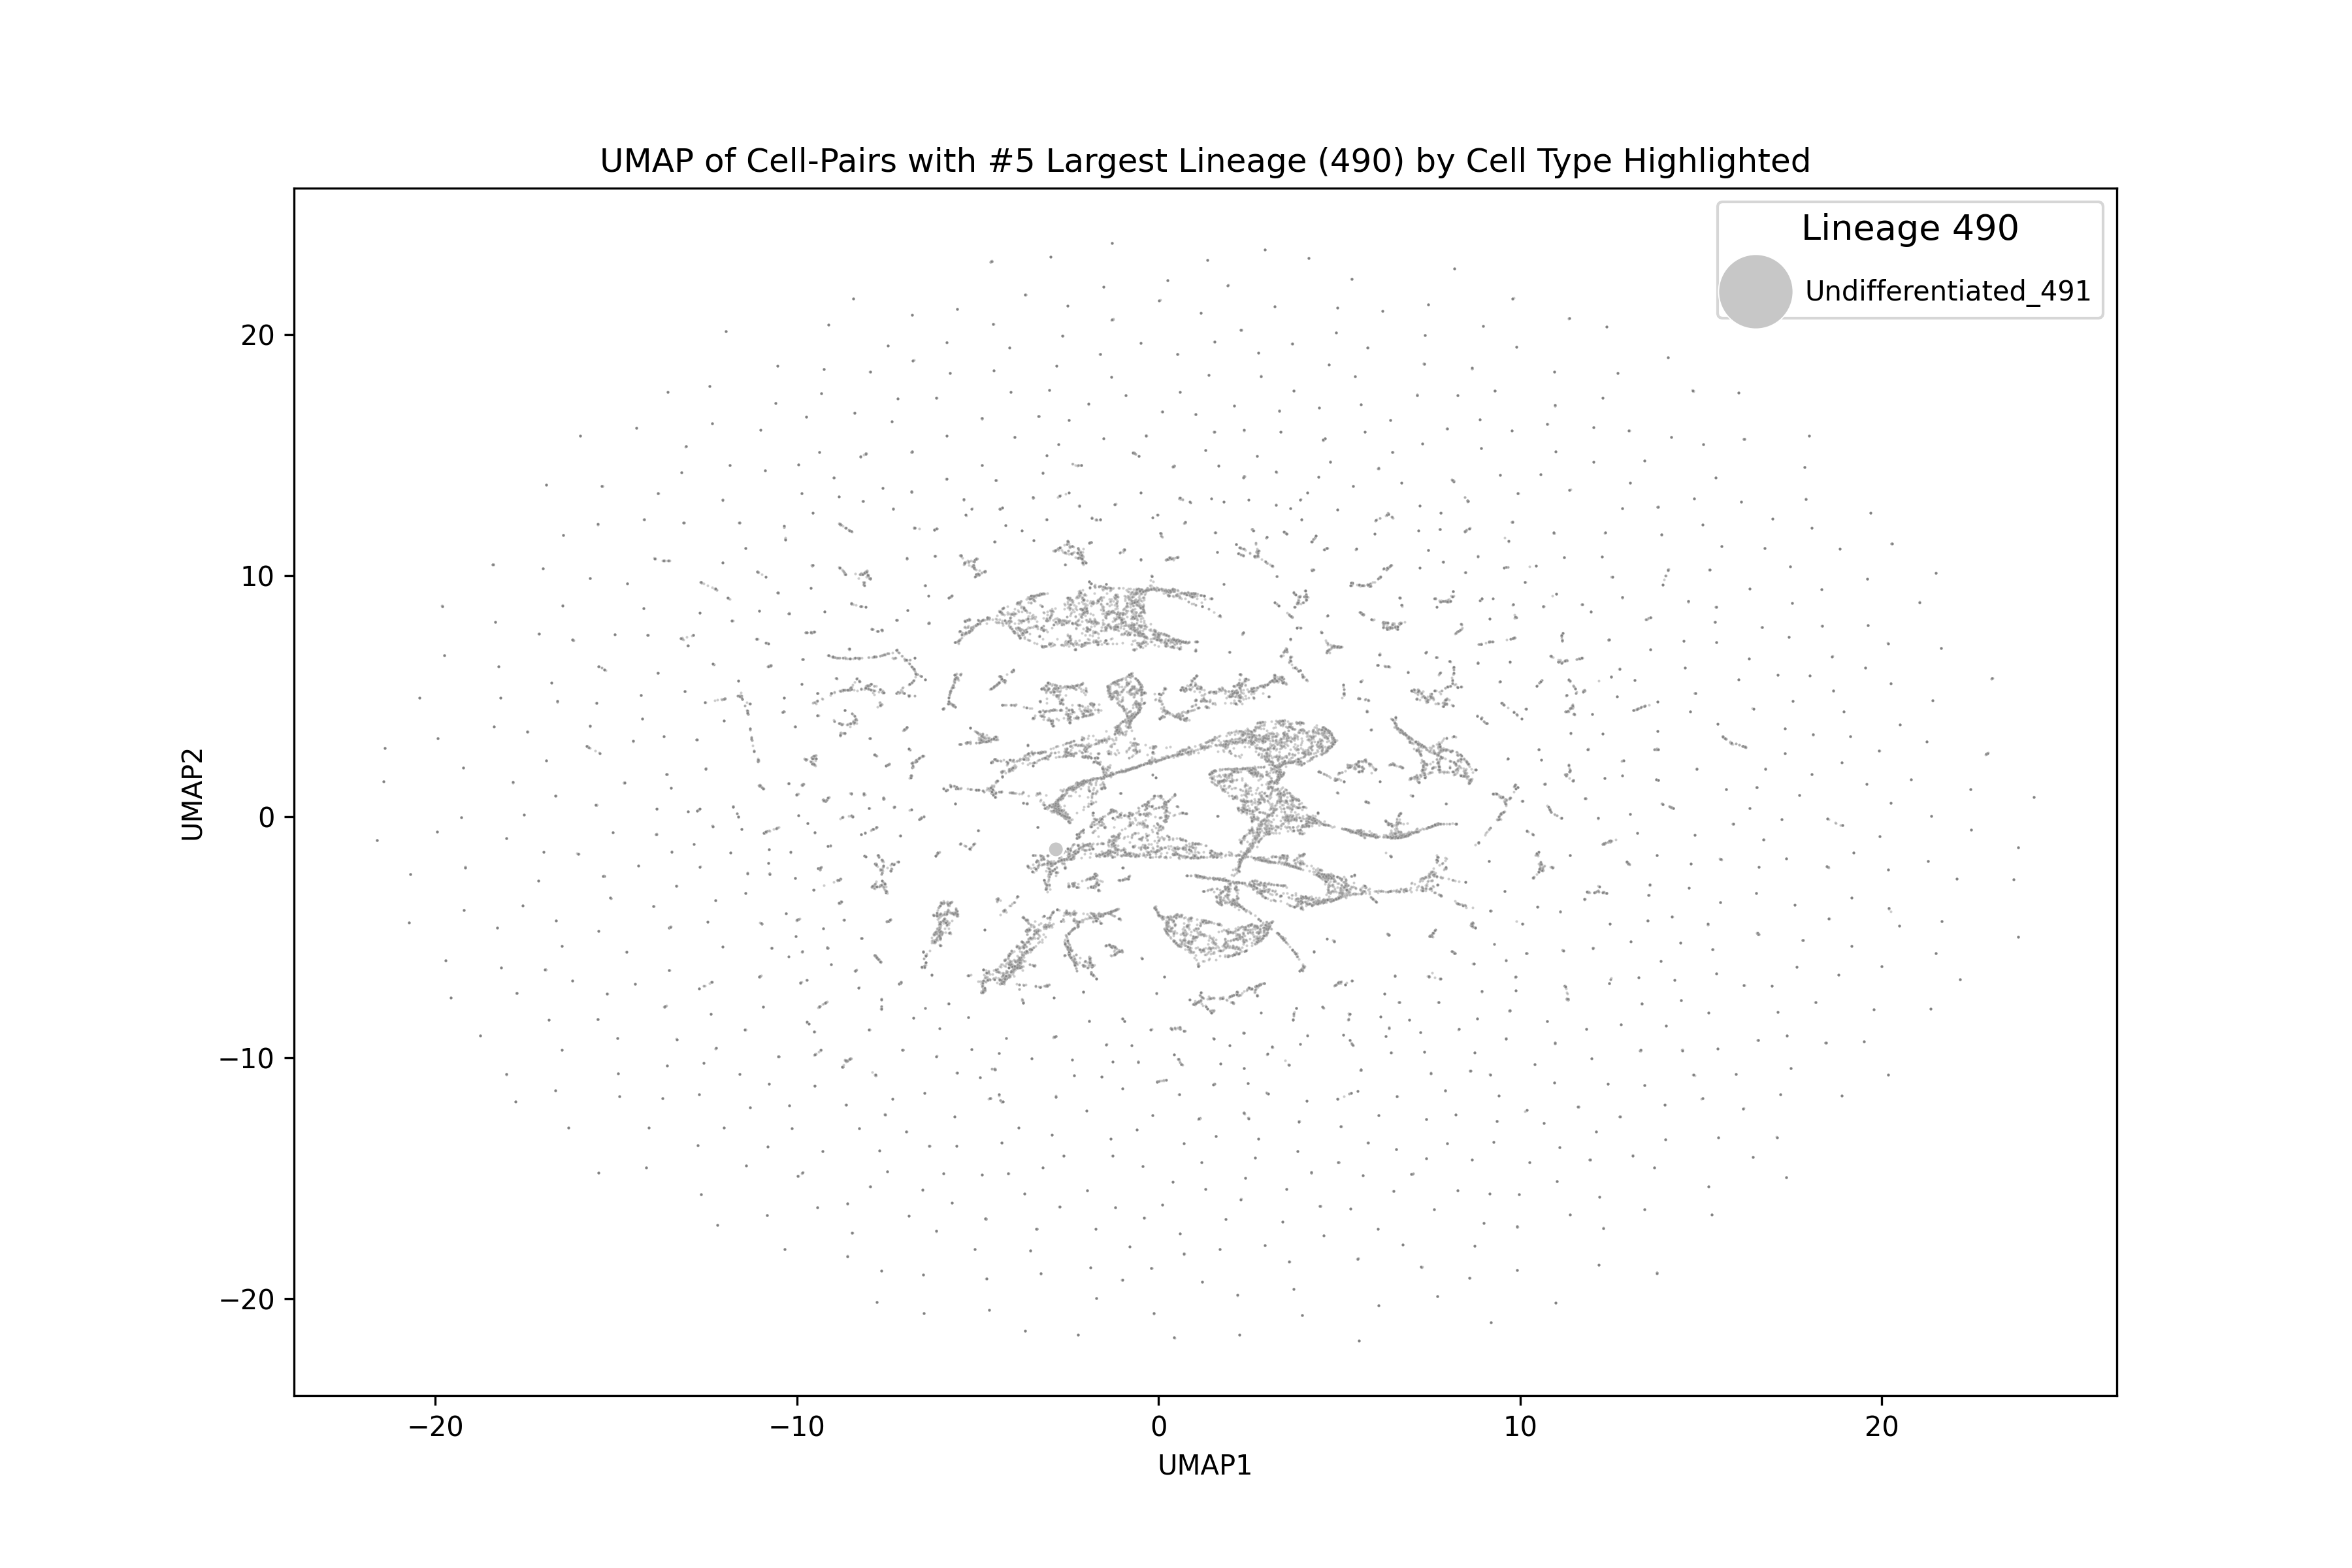 UMAP of Cell-Pairs with #5 Largest Lineage (490) by Cell Type Highlighted
Lineage 490
Undifferentiated_491
20
10
0
−10
−20
UMAP2
−20
−10
0
10
20
UMAP1